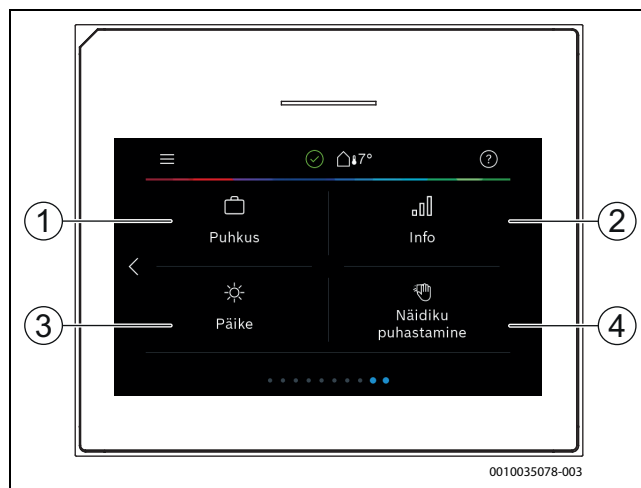 7°
?
1
Puhkus
Info
2
3
Päike
Näidiku
puhastamine
4
0010035078-003